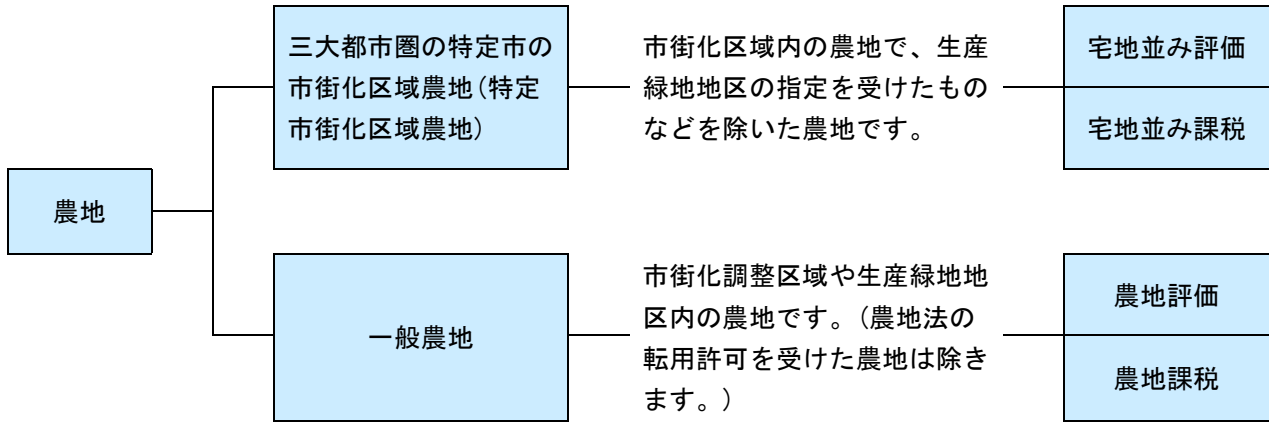 農地
三大都市圏の特定市の
市街化区域農地(特定
市街化区域農地)
市街化区域内の農地で、生産
緑地地区の指定を受けたもの
などを除いた農地です。
宅地並み評価
宅地並み課税
一般農地
市街化調整区域や生産緑地地
区内の農地です。(農地法の
転用許可を受けた農地は除き
ます。)
農地評価
農地課税